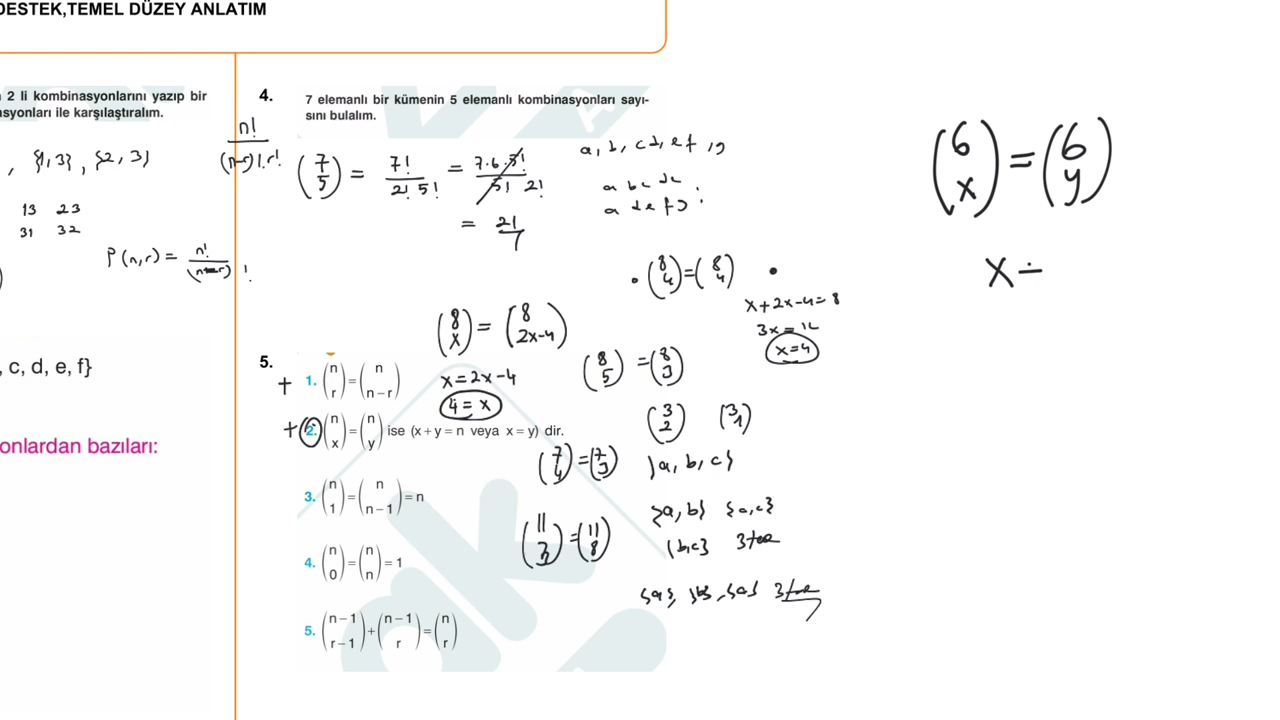 DESTEK,TEMEL DÜZEY ANLATIM
2 li kombinasyonlarını yazıp bir
asyonları ile karşılaştıralım.
, {1,3} , {2,3}
13 23
31 32
P(n,r) = n!
, c, d, e, f}
onlardan bazıları:
4. 7 elemanlı bir kümenin 5 elemanlı kombinasyonları sayı-
sını bulalım.
n!
(n-r)!.r!
(7 5) = 7!/2! 5! = 7.6.5!/5! 2!
= 21
(8 4) = (8 4)
x+2x-4=8
3x=12
x=4
(8 x) = (8 2x-4)
x=2x-4
4=x
(8 5) = (8 3)
(3 2) (3 1)
(7 4) = (7 3)
}a, b, c}
{a,b} {a,c}
{b,c} 3 tane
(11 3) = (11 8)
3 tane
5.
+ 1. (n r) = (n n−r)
+ 2. (n x) = (n y) ise (x + y = n veya x = y) dir.
3. (n 1) = (n n−1) = n
4. (n 0) = (n n) = 1
5. (n−1 r−1) + (n−1 r) = (n r)
(6 x) = (6 y)
x